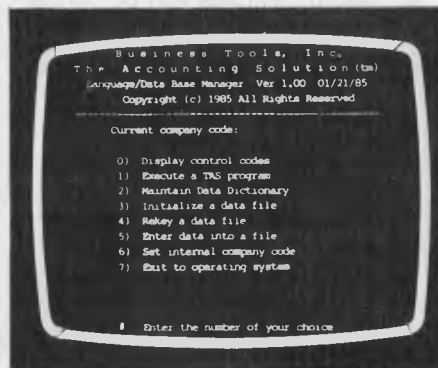 Business Tools, Inc.
The Accounting Solution(tm)
Language/Data Base Manager Ver 1.00 01/21/85
Copyright (c) 1985 All Rights Reserved
Current company code:
0) Display control codes
1) Execute a TAS program
2) Maintain Data Dictionary
3) Initialize a data file
4) Rekey a data file
5) Enter data into a file
6) Set internal company code
7) Exit to operating system
Enter the number of your choice